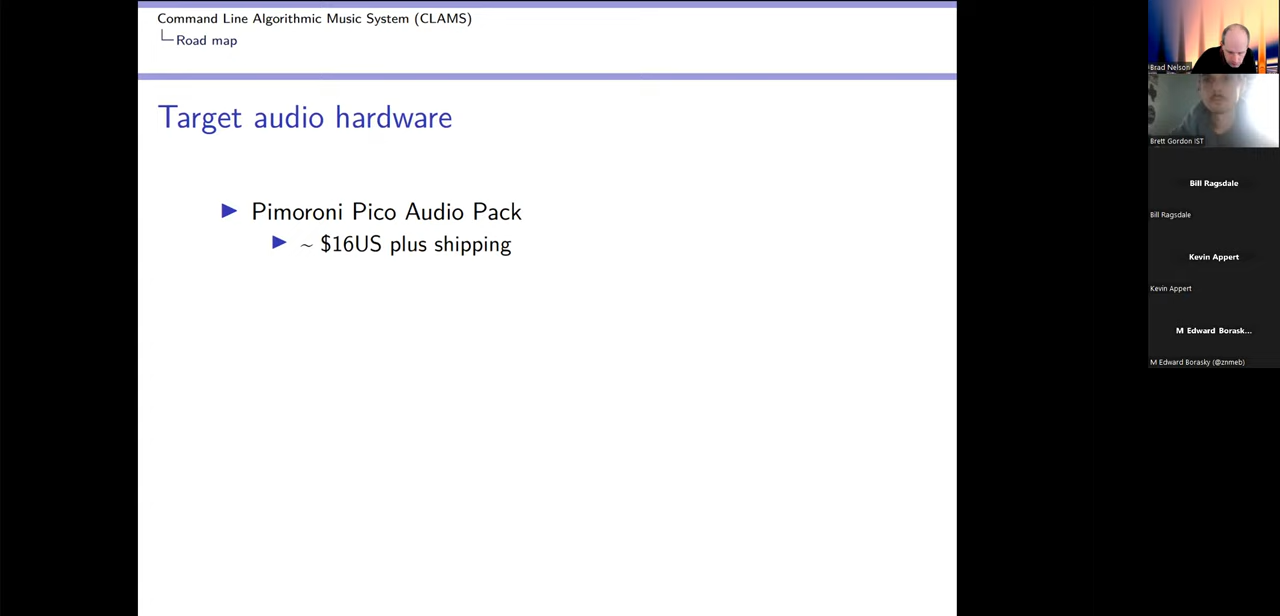 Command Line Algorithmic Music System (CLAMS)
Road map
Target audio hardware
Pimoroni Pico Audio Pack
~ $16US plus shipping
Brad Nelson
Brett Gordon IST
Bill Ragsdale
Bill Ragsdale
Kevin Appert
Kevin Appert
M Edward Borask...
M Edward Borasky (@znmeb)